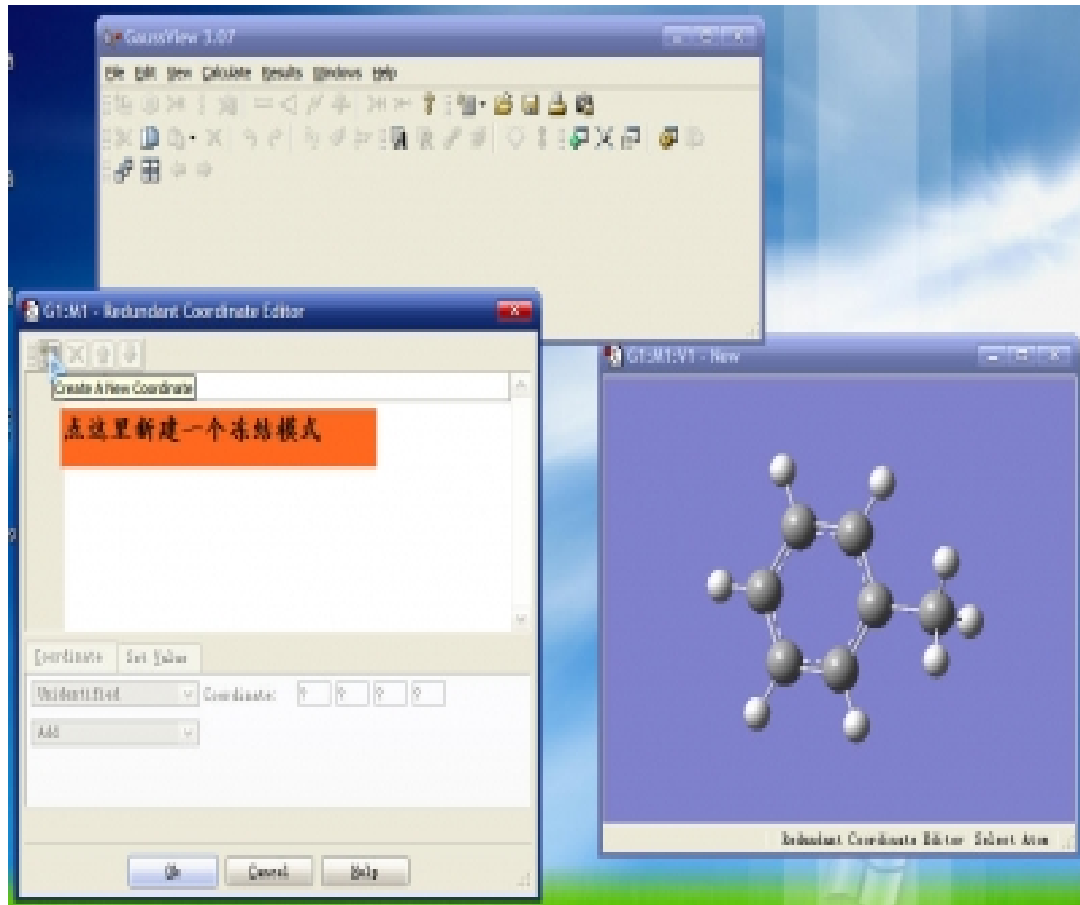 GaussView 3.07
File Edit View Calculate Results Windows Help
G1:M1 - Redundant Coordinate Editor
Create A New Coordinate
点这里新建一个冻结模式
Coordinate Set Value
Unidentified Coordinate: ? ? ? ?
Add
Ok Cancel Help
G1:M1:V1 - New
Redundant Coordinate Editor Select Atom